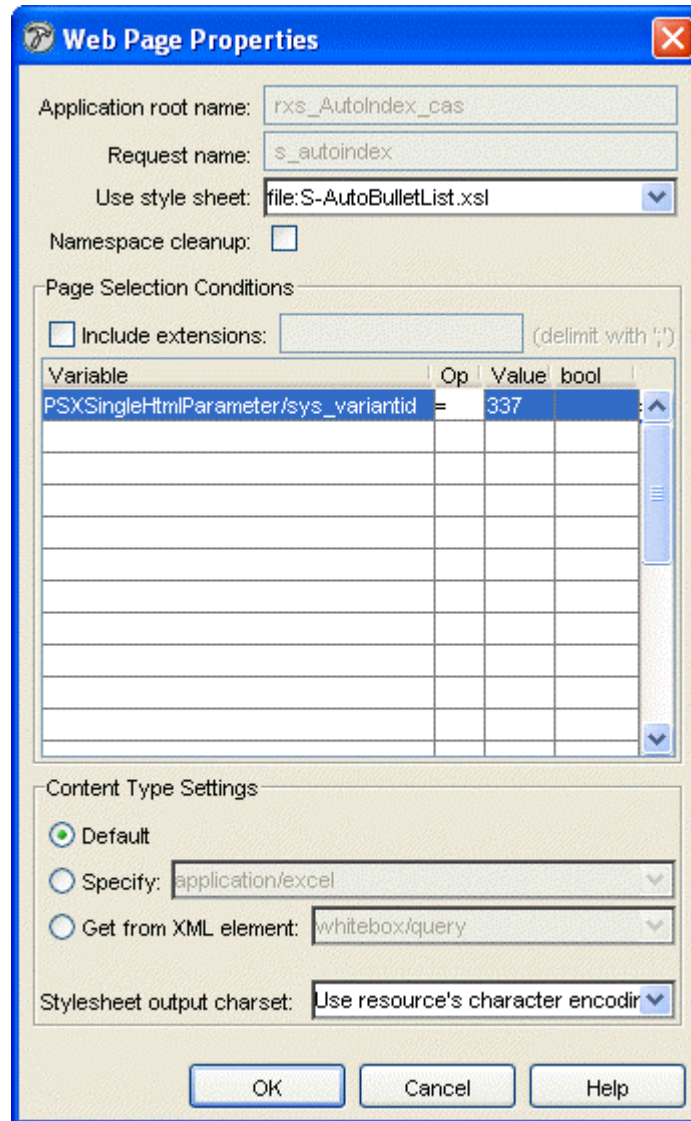 Web Page Properties
Application root name: rxs_AutoIndex_cas
Request name: s_autoindex
Use style sheet: file:S-AutoBulletList.xsl
Namespace cleanup:
Page Selection Conditions
Include extensions: (delimit with ';')
Variable Op Value bool
PSXSingleHtmlParameter/sys_variantid = 337
Content Type Settings
Default
Specify: application/excel
Get from XML element: whitebox/query
Stylesheet output charset: Use resource's character encodin
OK Cancel Help